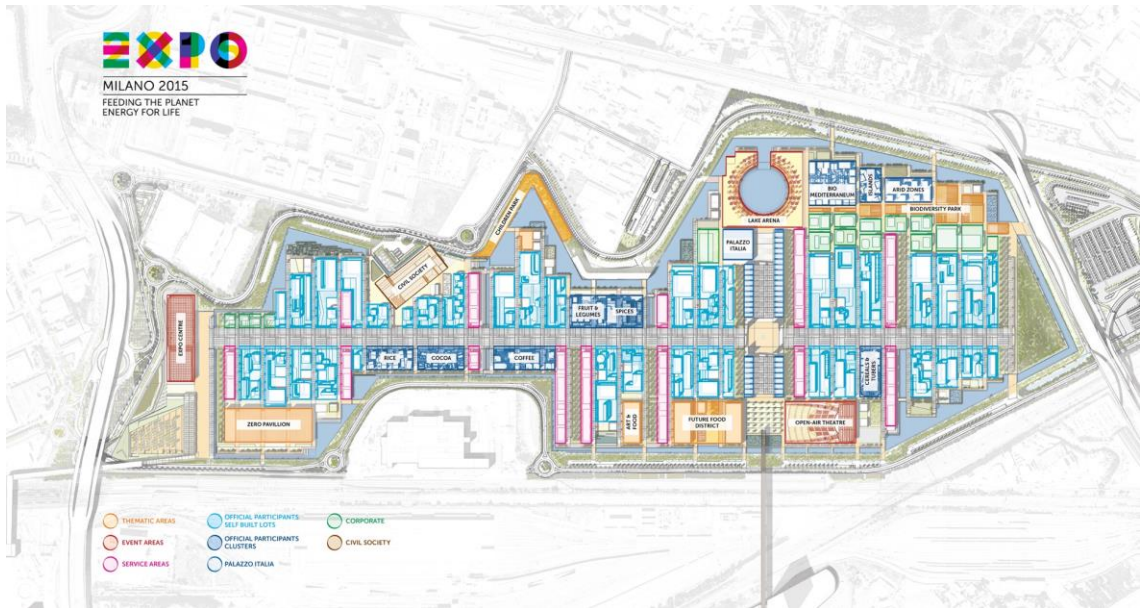 EXPO
MILANO 2015
FEEDING THE PLANET
ENERGY FOR LIFE
CHILDREN PARK
LAKE ARENA
BIO
MEDITERRANEUM
ISLANDS
ARID ZONES
BIODIVERSITY PARK
PALAZZO
ITALIA
CIVIL SOCIETY
EXPO CENTRE
FRUIT &
LEGUMES
SPICES
RICE
COCOA
COFFEE
CEREALS &
TUBERS
ZERO PAVILLION
ART &
FOOD
FUTURE FOOD
DISTRICT
OPEN-AIR THEATRE
THEMATIC AREAS
EVENT AREAS
SERVICE AREAS
OFFICIAL PARTICIPANTS
SELF BUILT LOTS
OFFICIAL PARTICIPANTS
CLUSTERS
PALAZZO ITALIA
CORPORATE
CIVIL SOCIETY